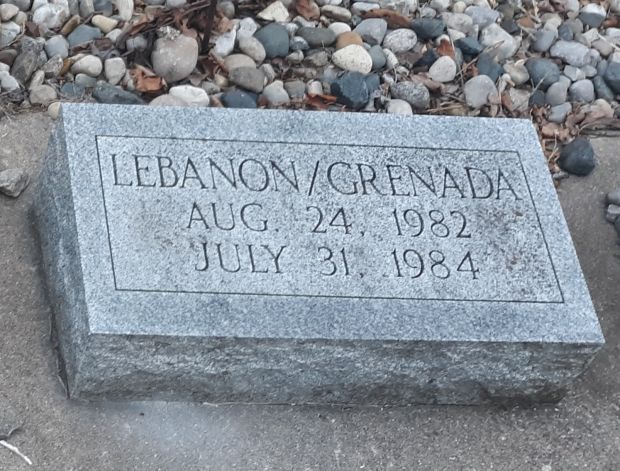 LEBANON/GRENADA
AUG. 24, 1982
JULY 31, 1984